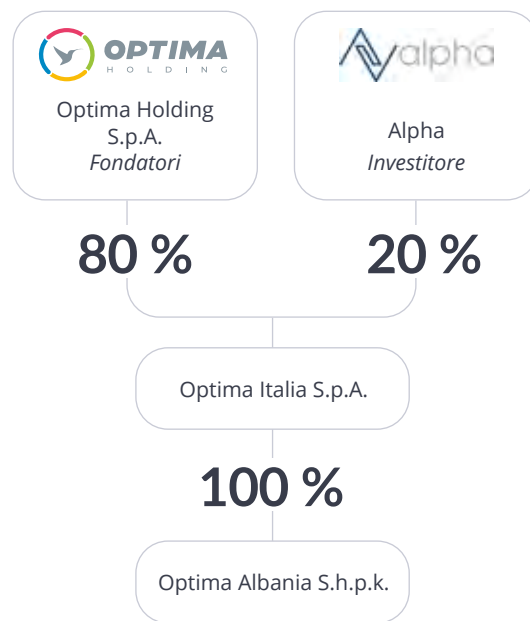 OPTIMA
HOLDING
alpha
Optima Holding
S.p.A.
Fondatori
Alpha
Investitore
80 %
20 %
Optima Italia S.p.A.
100 %
Optima Albania S.h.p.k.